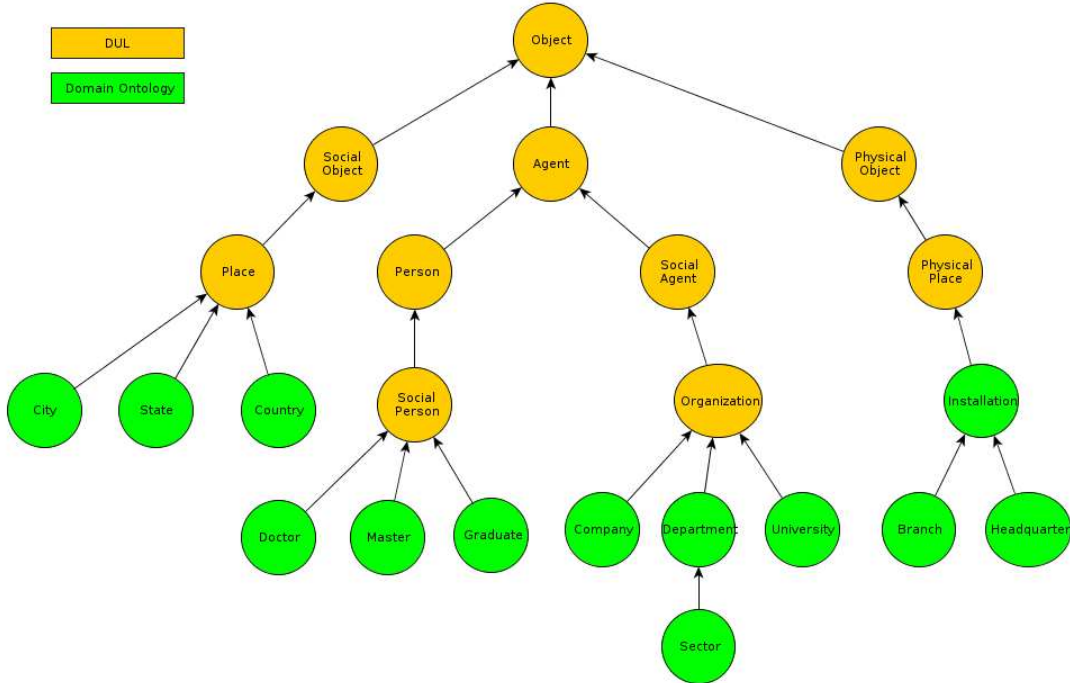 DUL
Domain Ontology
Object
Social
Object
Agent
Physical
Object
Place
Person
Social
Agent
Physical
Place
City
State
Country
Social
Person
Organization
Installation
Doctor
Master
Graduate
Company
Department
University
Branch
Headquarter
Sector